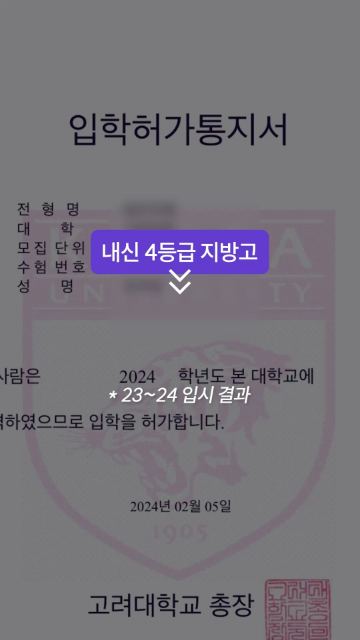 입학허가통지서
전 형 명
대 학
모집 단위
수험 번호
성 명
내신 4등급 지방고
사람은 2024 학년도 본 대학교에
* 23~24 입시 결과
하였으므로 입학을 허가합니다.
2024년 02월 05일
1905
고려대학교 총장